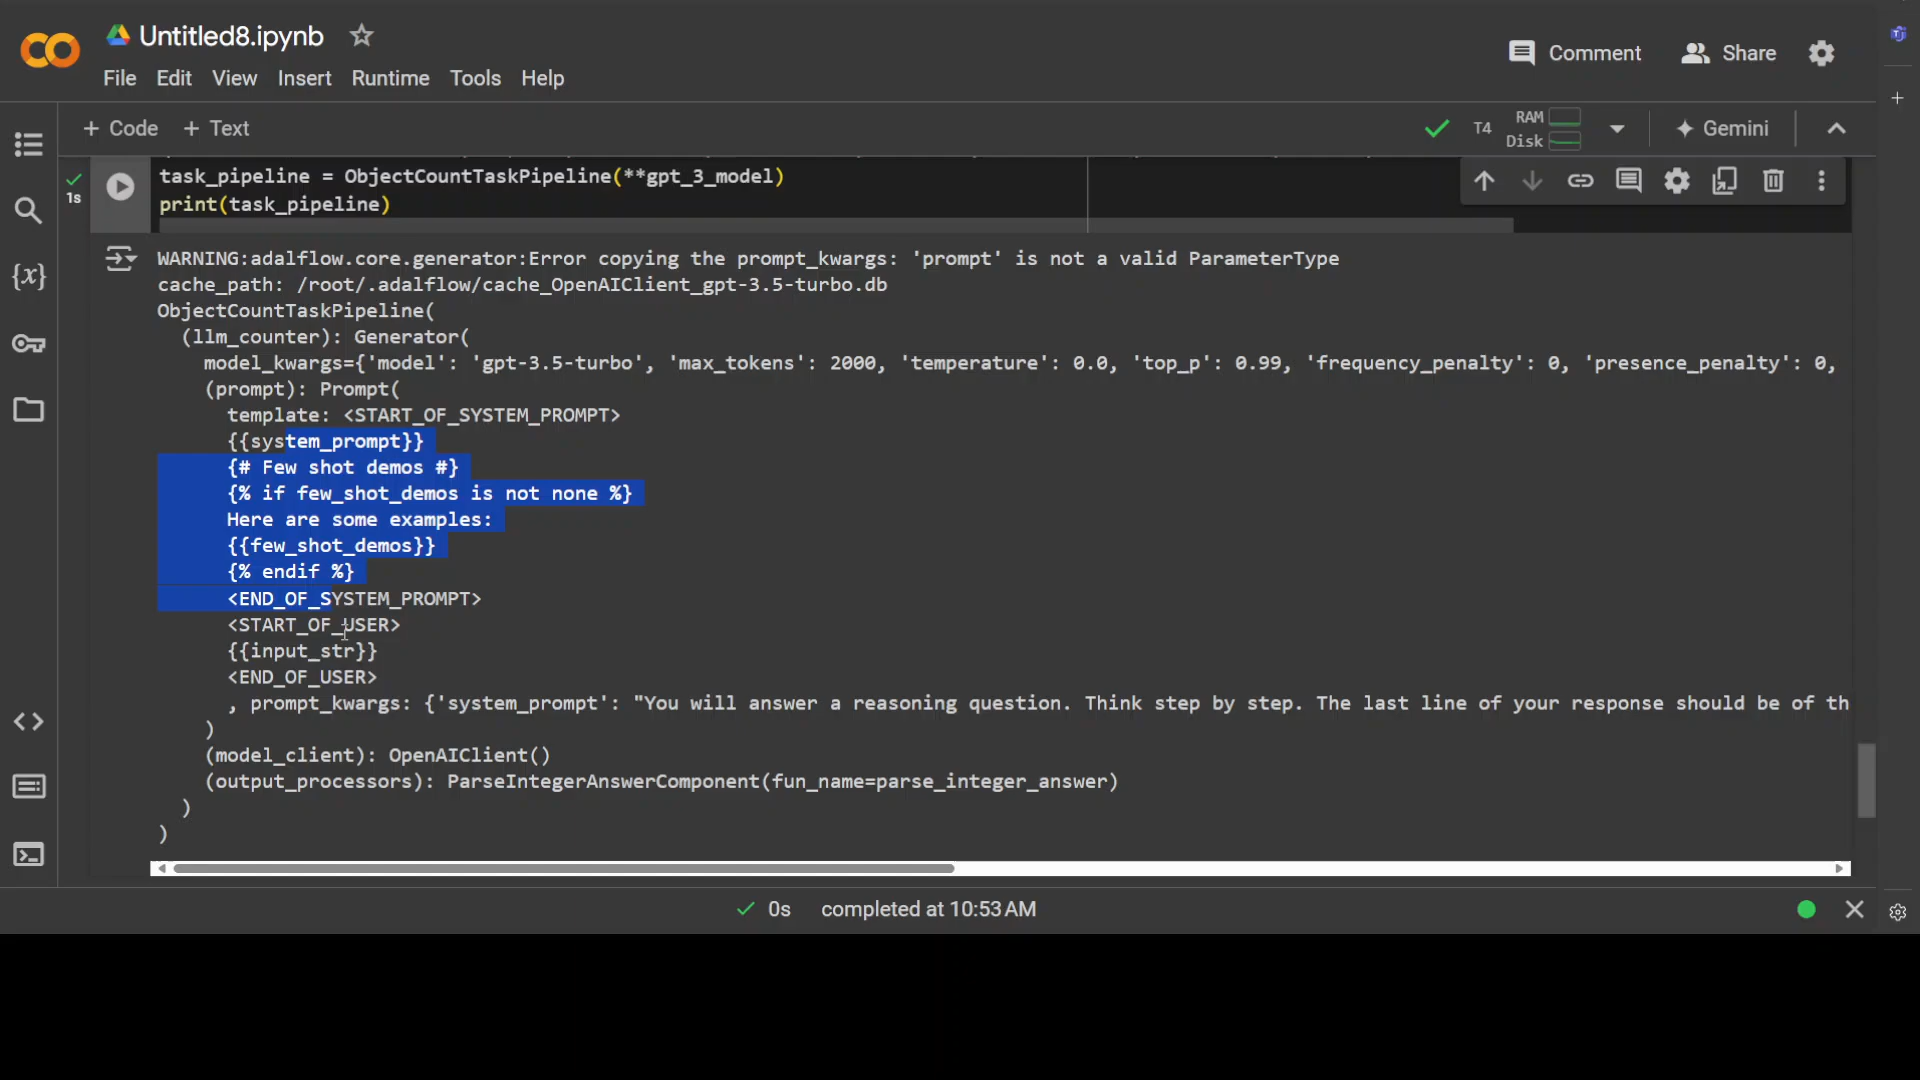 Untitled8.ipynb
File Edit View Insert Runtime Tools Help
Comment
Share
+ Code + Text
T4
RAM
Disk
Gemini
1s
task_pipeline = ObjectCountTaskPipeline(**gpt_3_model)
print(task_pipeline)
WARNING:adalflow.core.generator:Error copying the prompt_kwargs: 'prompt' is not a valid ParameterType
cache_path: /root/.adalflow/cache_OpenAIClient_gpt-3.5-turbo.db
ObjectCountTaskPipeline(
(llm_counter): Generator(
model_kwargs={'model': 'gpt-3.5-turbo', 'max_tokens': 2000, 'temperature': 0.0, 'top_p': 0.99, 'frequency_penalty': 0, 'presence_penalty': 0,
(prompt): Prompt(
template: <START_OF_SYSTEM_PROMPT>
{{system_prompt}}
{# Few shot demos #}
{% if few_shot_demos is not none %}
Here are some examples:
{{few_shot_demos}}
{% endif %}
<END_OF_SYSTEM_PROMPT>
<START_OF_USER>
{{input_str}}
<END_OF_USER>
, prompt_kwargs: {'system_prompt': "You will answer a reasoning question. Think step by step. The last line of your response should be of th
)
(model_client): OpenAIClient()
(output_processors): ParseIntegerAnswerComponent(fun_name=parse_integer_answer)
)
)
0s completed at 10:53 AM